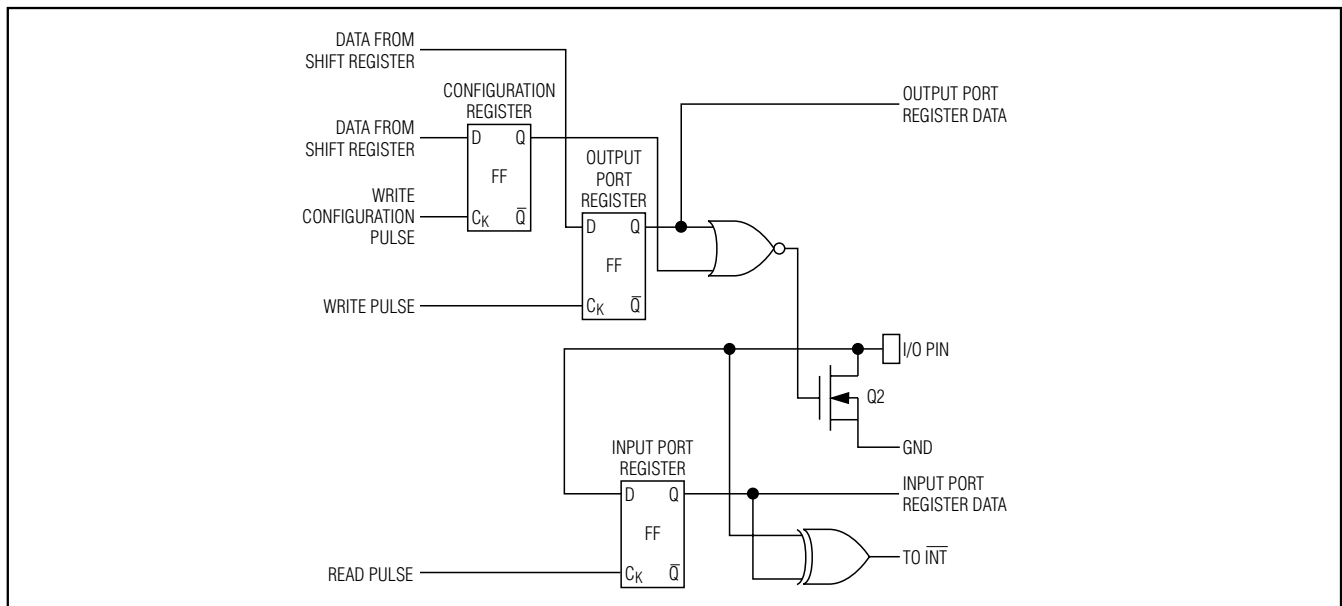 DATA FROM
SHIFT REGISTER
CONFIGURATION
REGISTER
OUTPUT PORT
REGISTER DATA
DATA FROM
SHIFT REGISTER
D Q
FF
CK Q̅
OUTPUT
PORT
REGISTER
WRITE
CONFIGURATION
PULSE
D Q
FF
CK Q̅
WRITE PULSE
I/O PIN
Q2
GND
INPUT PORT
REGISTER
INPUT PORT
REGISTER DATA
D Q
FF
CK Q̅
TO I̅N̅T̅
READ PULSE